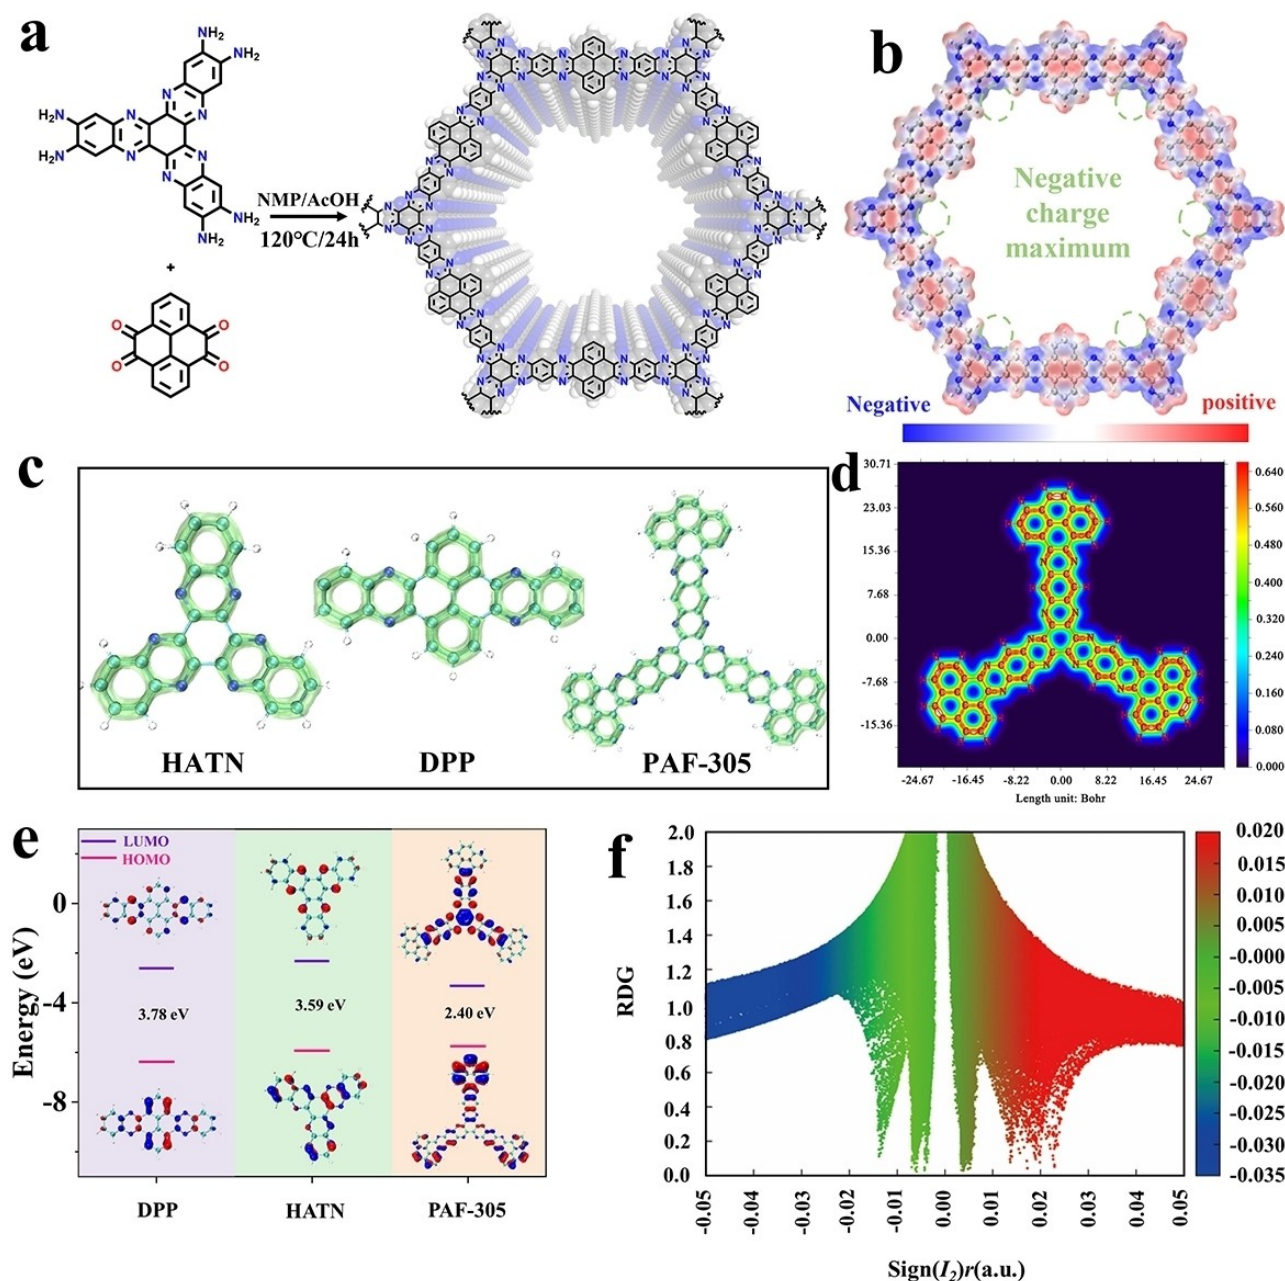 a
NH₂
NH₂
N
N
NH₂
H₂N
N
N
N
N
NH₂
NH₂
+
O
O
O
O
NMP/AcOH
120℃/24h
b
Negative
charge
maximum
Negative
positive
c
HATN
DPP
PAF-305
d
30.71
23.03
15.36
7.68
0.00
-7.68
-15.36
-24.67
-16.45
-8.22
0.00
8.22
16.45
24.67
Length unit: Bohr
0.640
0.560
0.480
0.400
0.320
0.240
0.160
0.080
0.000
e
LUMO
HOMO
Energy (eV)
0
-4
-8
3.78 eV
3.59 eV
2.40 eV
DPP
HATN
PAF-305
f
RDG
2.0
1.8
1.6
1.4
1.2
1.0
0.8
0.6
0.4
0.2
0.0
-0.05
-0.04
-0.03
-0.02
-0.01
0.00
0.01
0.02
0.03
0.04
0.05
Sign(I₂)r(a.u.)
0.020
0.015
0.010
0.005
-0.000
-0.005
-0.010
-0.015
-0.020
-0.025
-0.030
-0.035